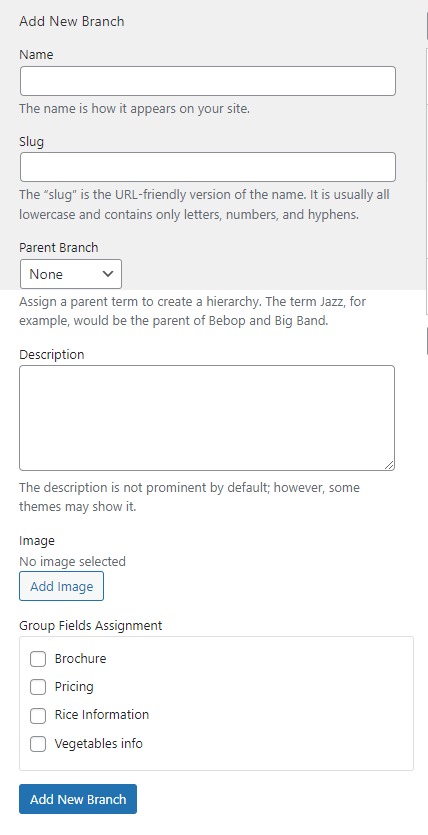 Add New Branch
Name
The name is how it appears on your site.
Slug
The “slug” is the URL-friendly version of the name. It is usually all
lowercase and contains only letters, numbers, and hyphens.
Parent Branch
None
Assign a parent term to create a hierarchy. The term Jazz, for
example, would be the parent of Bebop and Big Band.
Description
The description is not prominent by default; however, some
themes may show it.
Image
No image selected
Add Image
Group Fields Assignment
Brochure
Pricing
Rice Information
Vegetables info
Add New Branch